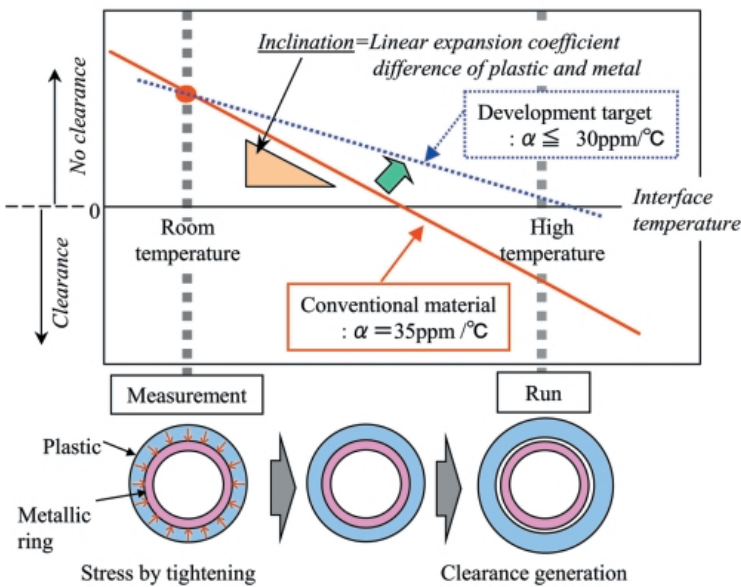 Inclination=Linear expansion coefficient
difference of plastic and metal
Development target
: α≦ 30ppm/℃
No clearance
0
Clearance
Interface
temperature
Room
temperature
High
temperature
Conventional material
: α=35ppm /℃
Measurement
Run
Plastic
Metallic
ring
Stress by tightening
Clearance generation